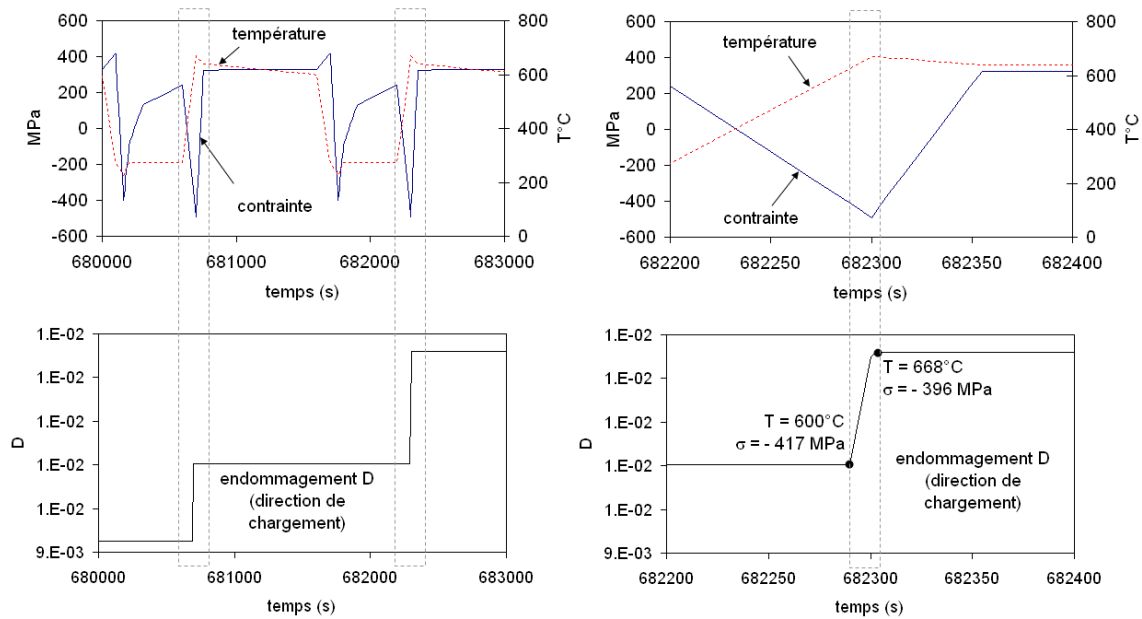 600
400
200
0
-200
-400
-600
MPa
800
600
400
200
0
T°C
température
contrainte
680000
681000
682000
683000
temps (s)
600
400
200
0
-200
-400
-600
MPa
800
600
400
200
0
T°C
température
contrainte
682200
682250
682300
682350
682400
temps (s)
1.E-02
1.E-02
1.E-02
1.E-02
1.E-02
9.E-03
D
endommagement D
(direction de
chargement)
680000
681000
682000
683000
temps (s)
1.E-02
1.E-02
1.E-02
1.E-02
1.E-02
9.E-03
D
T = 668°C
σ = - 396 MPa
T = 600°C
σ = - 417 MPa
endommagement D
(direction de
chargement)
682200
682250
682300
682350
682400
temps (s)